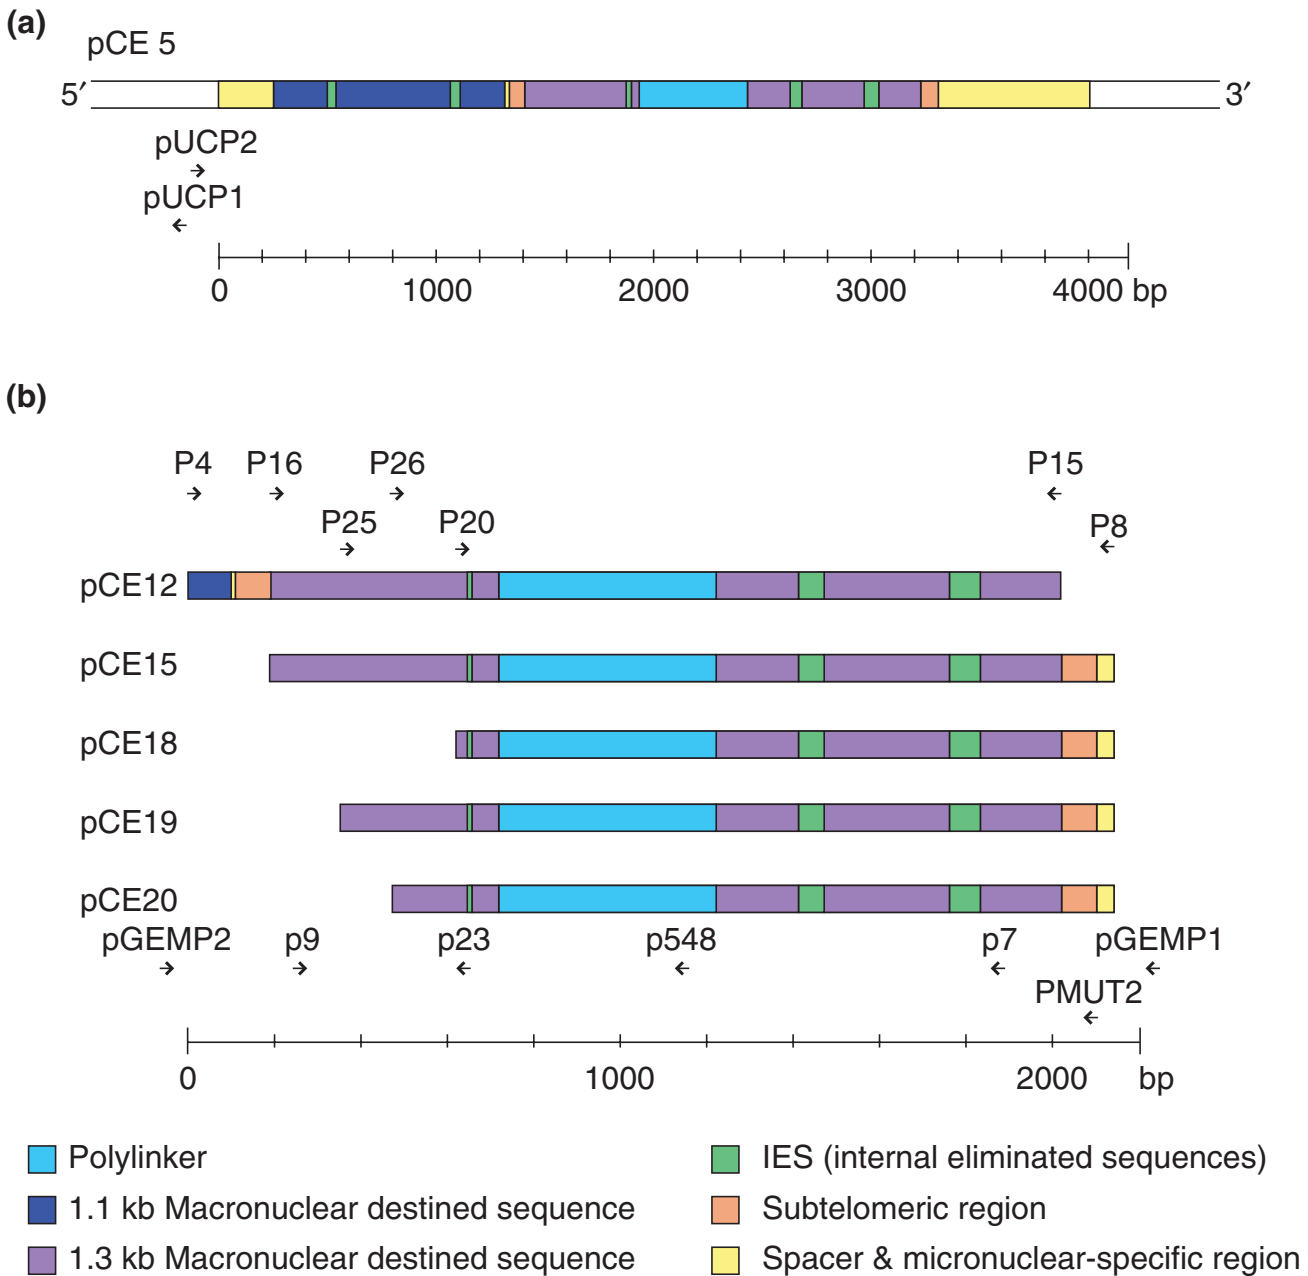 (a)
pCE 5
5′ 3′
pUCP2
pUCP1
0 1000 2000 3000 4000 bp
(b)
P4 P16 P26 P15
P25 P20 P8
pCE12
pCE15
pCE18
pCE19
pCE20
pGEMP2 p9 p23 p548 p7 pGEMP1
PMUT2
0 1000 2000 bp
Polylinker
1.1 kb Macronuclear destined sequence
1.3 kb Macronuclear destined sequence
IES (internal eliminated sequences)
Subtelomeric region
Spacer & micronuclear-specific region